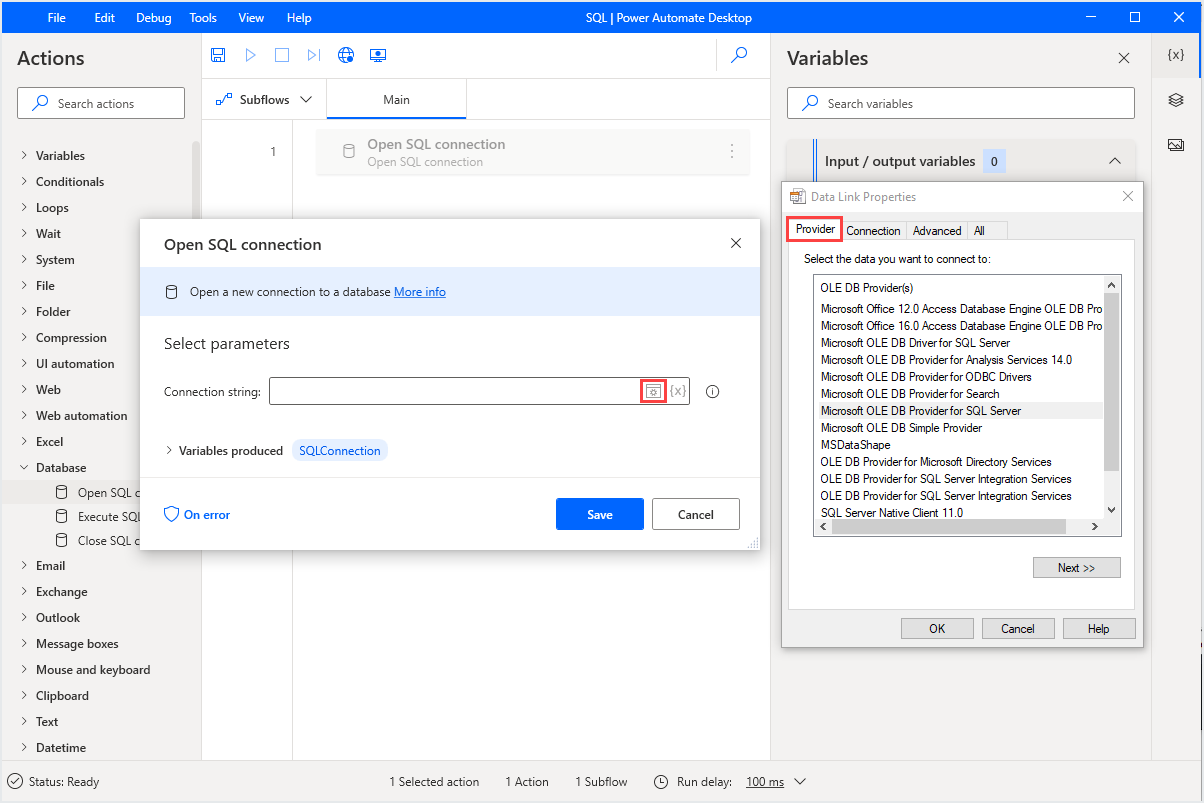 File Edit Debug Tools View Help
SQL | Power Automate Desktop
Actions
Search actions
Variables
Conditionals
Loops
Wait
System
File
Folder
Compression
UI automation
Web
Web automation
Excel
Database
Open SQL c
Execute SQL
Close SQL c
Email
Exchange
Outlook
Message boxes
Mouse and keyboard
Clipboard
Text
Datetime
Subflows
Main
1
Open SQL connection
Open SQL connection
Variables
{x}
Search variables
Input / output variables 0
Open SQL connection
Open a new connection to a database More info
Select parameters
Connection string:
{x}
Variables produced SQLConnection
On error
Save
Cancel
Data Link Properties
Provider Connection Advanced All
Select the data you want to connect to:
OLE DB Provider(s)
Microsoft Office 12.0 Access Database Engine OLE DB Pro
Microsoft Office 16.0 Access Database Engine OLE DB Pro
Microsoft OLE DB Driver for SQL Server
Microsoft OLE DB Provider for Analysis Services 14.0
Microsoft OLE DB Provider for ODBC Drivers
Microsoft OLE DB Provider for Search
Microsoft OLE DB Provider for SQL Server
Microsoft OLE DB Simple Provider
MSDataShape
OLE DB Provider for Microsoft Directory Services
OLE DB Provider for SQL Server Integration Services
OLE DB Provider for SQL Server Integration Services
SQL Server Native Client 11.0
Next >>
OK
Cancel
Help
Status: Ready
1 Selected action
1 Action
1 Subflow
Run delay: 100 ms